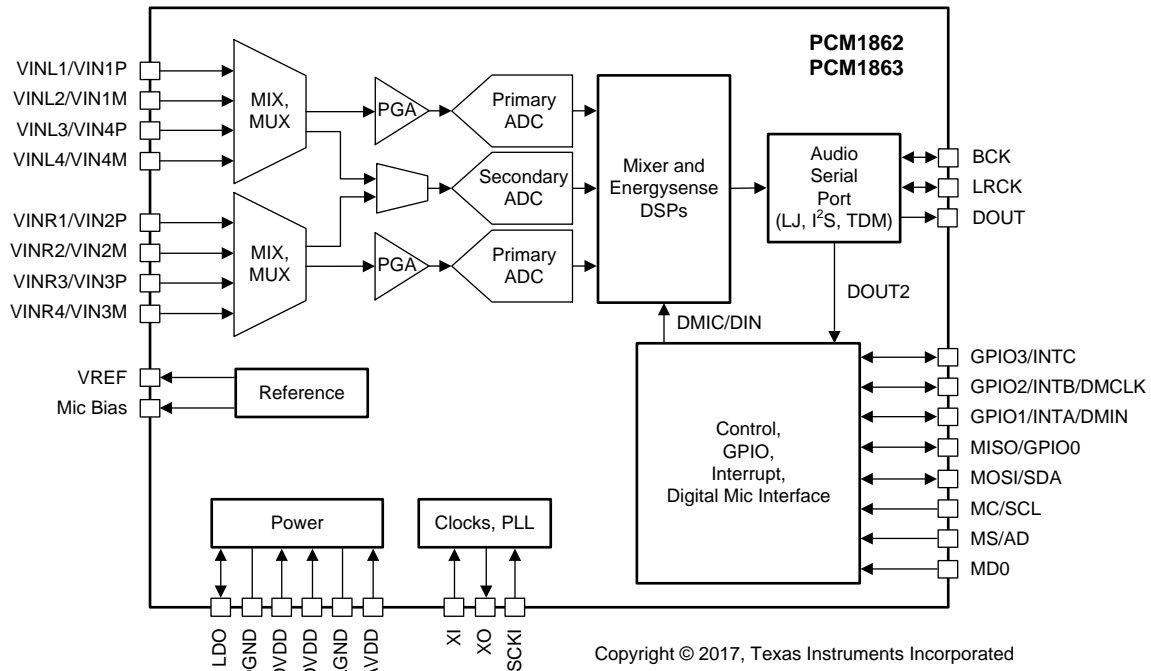 PCM1862
PCM1863
VINL1/VIN1P
VINL2/VIN1M
VINL3/VIN4P
VINL4/VIN4M
MIX,
MUX
PGA
Primary
ADC
VINR1/VIN2P
VINR2/VIN2M
VINR3/VIN3P
VINR4/VIN3M
MIX,
MUX
Secondary
ADC
PGA
Primary
ADC
Mixer and
Energysense
DSPs
Audio
Serial
Port
(LJ, I²S, TDM)
BCK
LRCK
DOUT
DOUT2
DMIC/DIN
VREF
Mic Bias
Reference
Control,
GPIO,
Interrupt,
Digital Mic Interface
GPIO3/INTC
GPIO2/INTB/DMCLK
GPIO1/INTA/DMIN
MISO/GPIO0
MOSI/SDA
MC/SCL
MS/AD
MD0
Power
Clocks, PLL
LDO
AGND
AVDD
XI
XO
SCKI
Copyright © 2017, Texas Instruments Incorporated